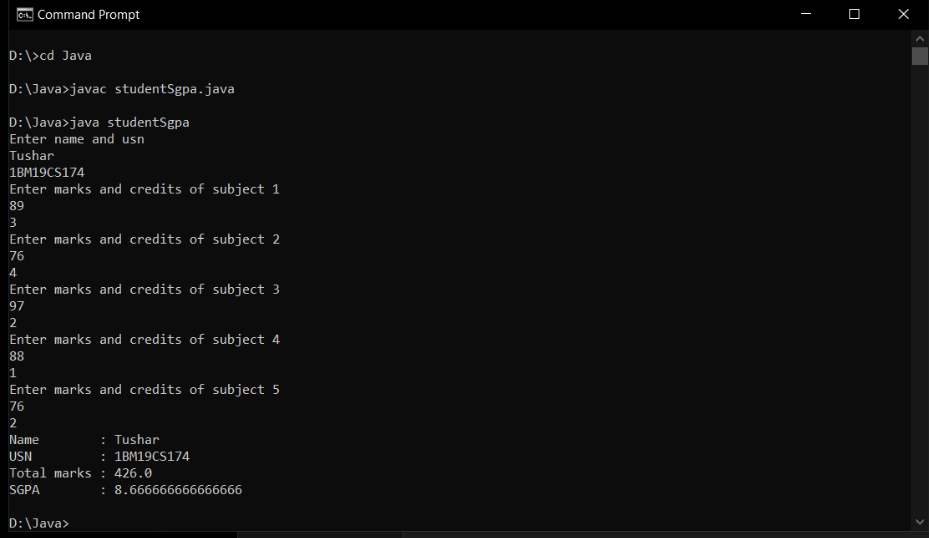 Command Prompt
D:\>cd Java
D:\Java>javac studentSgpa.java
D:\Java>java studentSgpa
Enter name and usn
Tushar
1BM19CS174
Enter marks and credits of subject 1
89
3
Enter marks and credits of subject 2
76
4
Enter marks and credits of subject 3
97
2
Enter marks and credits of subject 4
88
1
Enter marks and credits of subject 5
76
2
Name        : Tushar
USN         : 1BM19CS174
Total marks : 426.0
SGPA        : 8.666666666666666
D:\Java>